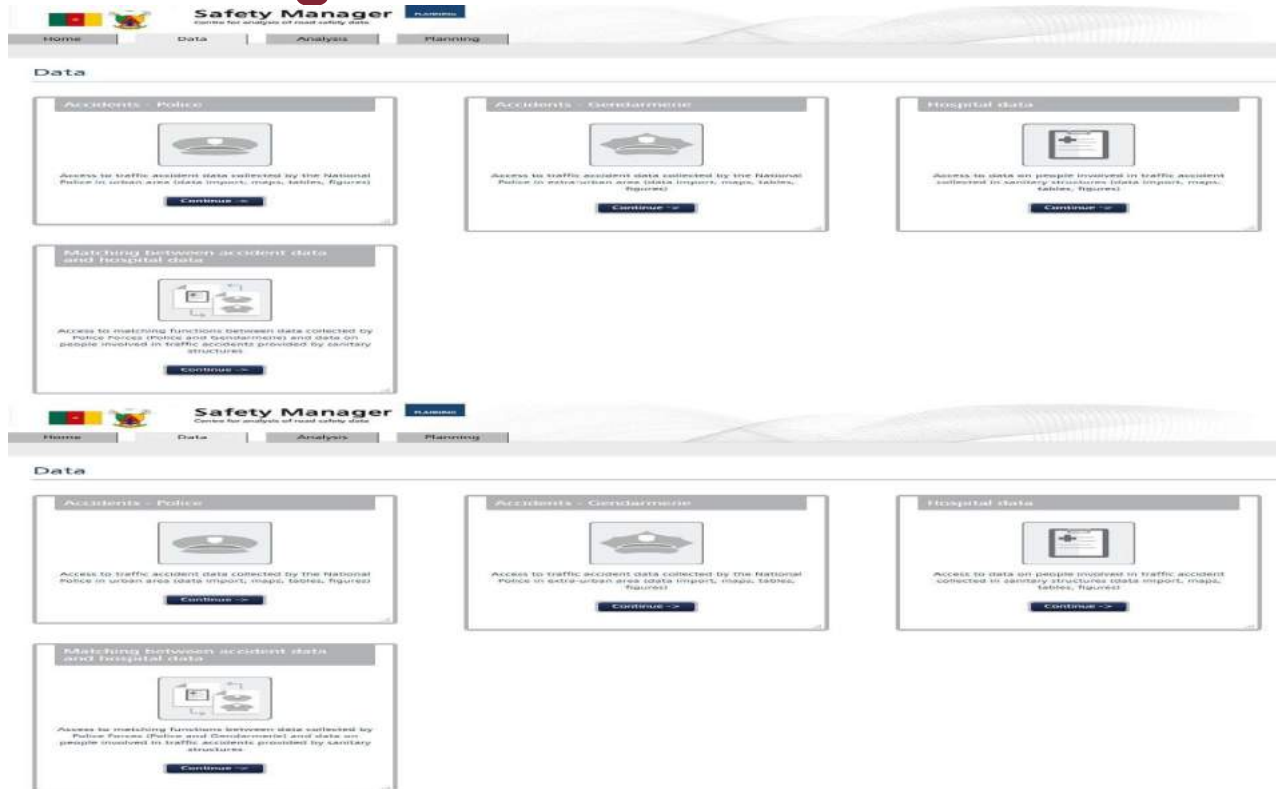 Safety Manager
PLANNING
Centre for analysis of road safety data
Home
Data
Analysis
Planning
Data
Accidents - Police
Access to traffic accident data collected by the National
Police in urban area (data import, maps, tables, figures)
Continue ->
Accidents - Gendarmerie
Access to traffic accident data collected by the National
Police in extra-urban area (data import, maps, tables,
figures)
Continue ->
Hospital data
Access to data on people involved in traffic accident
collected in sanitary structures (data import, maps,
tables, figures)
Continue ->
Matching between accident data
and hospital data
Access to matching functions between data collected by
Police Forces (Police and Gendarmerie) and data on
people involved in traffic accidents provided by sanitary
structures
Continue ->
Safety Manager
PLANNING
Centre for analysis of road safety data
Home
Data
Analysis
Planning
Data
Accidents - Police
Access to traffic accident data collected by the National
Police in urban area (data import, maps, tables, figures)
Continue ->
Accidents - Gendarmerie
Access to traffic accident data collected by the National
Police in extra-urban area (data import, maps, tables,
figures)
Continue ->
Hospital data
Access to data on people involved in traffic accident
collected in sanitary structures (data import, maps,
tables, figures)
Continue ->
Matching between accident data
and hospital data
Access to matching functions between data collected by
Police Forces (Police and Gendarmerie) and data on
people involved in traffic accidents provided by sanitary
structures
Continue ->